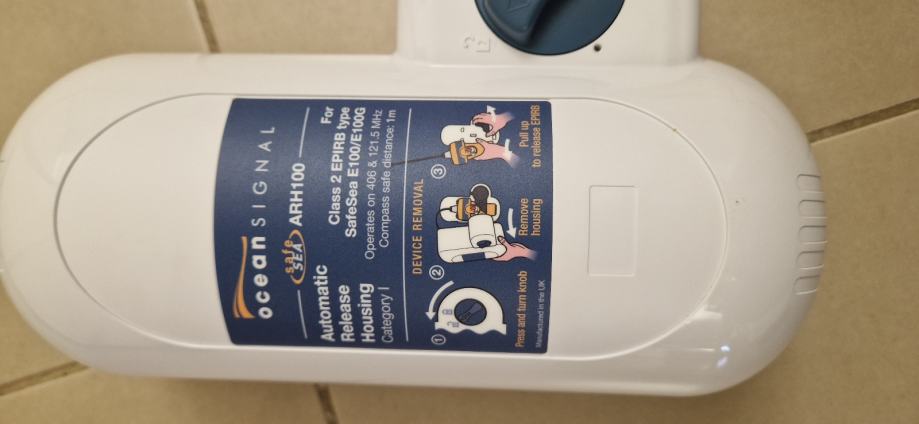 ocean SIGNAL
safe SEA ARH100
Automatic
Release
Housing
Category I
For
Class 2 EPIRB type
SafeSea E100/E100G
Operates on 406 & 121.5 MHz
Compass safe distance: 1m
DEVICE REMOVAL
1
Press and turn knob
2
Remove
housing
3
Pull up
to release EPIRB
Manufactured in the UK